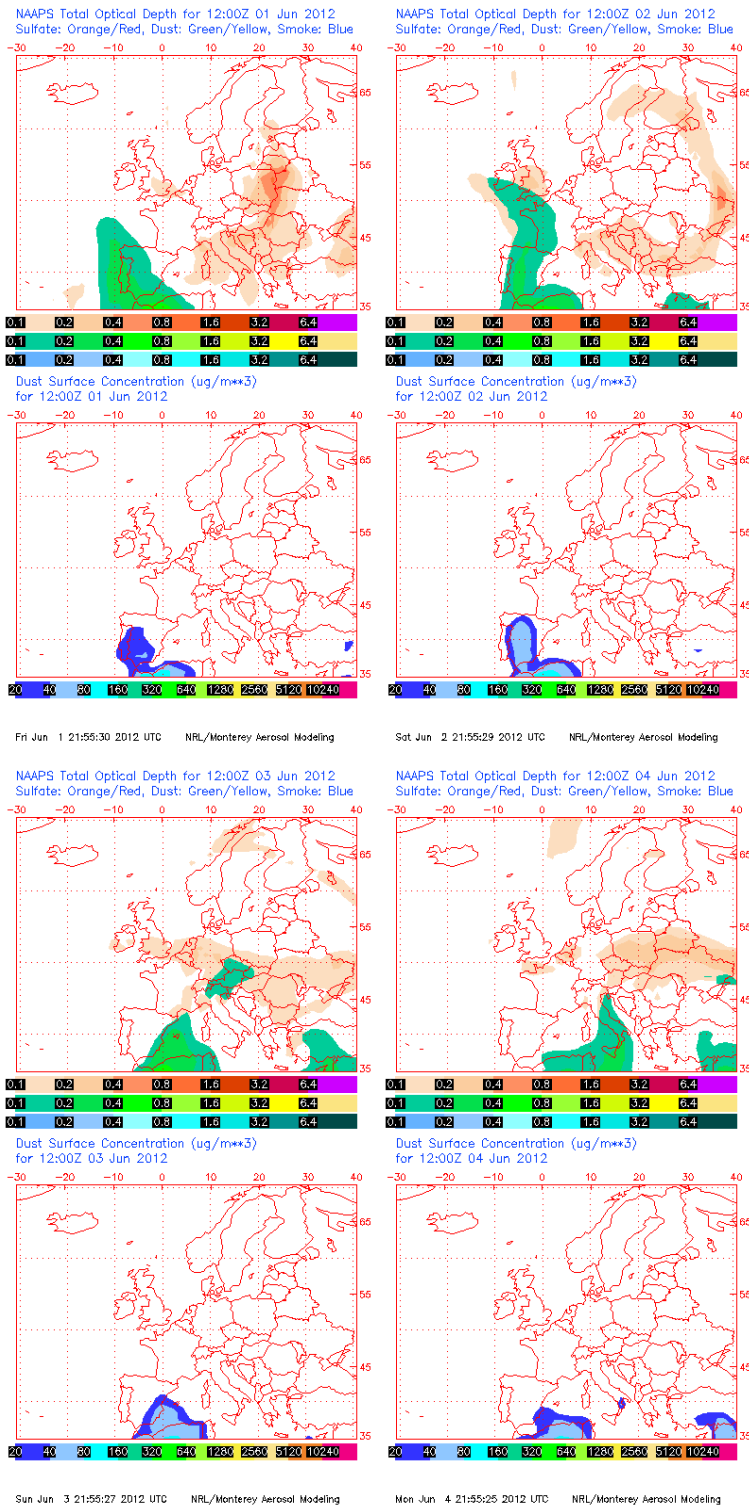 NAAPS Total Optical Depth for 12:00Z 01 Jun 2012
Sulfate: Orange/Red, Dust: Green/Yellow, Smoke: Blue
-30 -20 -10 0 10 20 30 40
65
55
45
35
0.1 0.2 0.4 0.8 1.6 3.2 6.4
0.1 0.2 0.4 0.8 1.6 3.2 6.4
0.1 0.2 0.4 0.8 1.6 3.2 6.4
Dust Surface Concentration (ug/m**3)
for 12:00Z 01 Jun 2012
-30 -20 -10 0 10 20 30 40
65
55
45
35
20 40 80 160 320 640 1280 2560 5120 10240
Fri Jun 1 21:55:30 2012 UTC NRL/Monterey Aerosol Modeling
NAAPS Total Optical Depth for 12:00Z 02 Jun 2012
Sulfate: Orange/Red, Dust: Green/Yellow, Smoke: Blue
-30 -20 -10 0 10 20 30 40
65
55
45
35
0.1 0.2 0.4 0.8 1.6 3.2 6.4
0.1 0.2 0.4 0.8 1.6 3.2 6.4
0.1 0.2 0.4 0.8 1.6 3.2 6.4
Dust Surface Concentration (ug/m**3)
for 12:00Z 02 Jun 2012
-30 -20 -10 0 10 20 30 40
65
55
45
35
20 40 80 160 320 640 1280 2560 5120 10240
Sat Jun 2 21:55:29 2012 UTC NRL/Monterey Aerosol Modeling
NAAPS Total Optical Depth for 12:00Z 03 Jun 2012
Sulfate: Orange/Red, Dust: Green/Yellow, Smoke: Blue
-30 -20 -10 0 10 20 30 40
65
55
45
35
0.1 0.2 0.4 0.8 1.6 3.2 6.4
0.1 0.2 0.4 0.8 1.6 3.2 6.4
0.1 0.2 0.4 0.8 1.6 3.2 6.4
Dust Surface Concentration (ug/m**3)
for 12:00Z 03 Jun 2012
-30 -20 -10 0 10 20 30 40
65
55
45
35
20 40 80 160 320 640 1280 2560 5120 10240
Sun Jun 3 21:55:27 2012 UTC NRL/Monterey Aerosol Modeling
NAAPS Total Optical Depth for 12:00Z 04 Jun 2012
Sulfate: Orange/Red, Dust: Green/Yellow, Smoke: Blue
-30 -20 -10 0 10 20 30 40
65
55
45
35
0.1 0.2 0.4 0.8 1.6 3.2 6.4
0.1 0.2 0.4 0.8 1.6 3.2 6.4
0.1 0.2 0.4 0.8 1.6 3.2 6.4
Dust Surface Concentration (ug/m**3)
for 12:00Z 04 Jun 2012
-30 -20 -10 0 10 20 30 40
65
55
45
35
20 40 80 160 320 640 1280 2560 5120 10240
Mon Jun 4 21:55:25 2012 UTC NRL/Monterey Aerosol Modeling